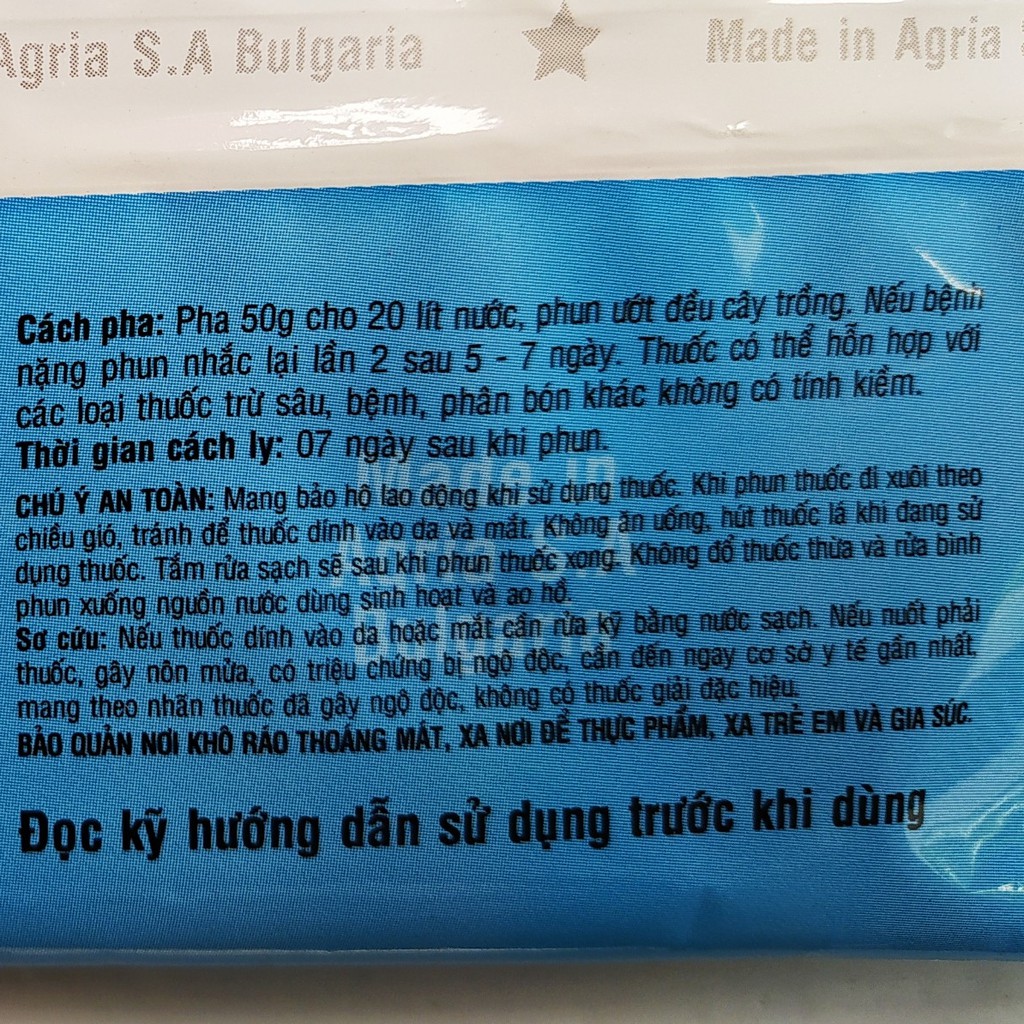 Agria S.A Bulgaria
Made in Agria
Cách pha: Pha 50g cho 20 lít nước, phun ướt đều cây trồng. Nếu bệnh
nặng phun nhắc lại lần 2 sau 5 - 7 ngày. Thuốc có thể hỗn hợp với
các loại thuốc trừ sâu, bệnh, phân bón khác không có tính kiềm.
Thời gian cách ly: 07 ngày sau khi phun.
CHÚ Ý AN TOÀN: Mang bảo hộ lao động khi sử dụng thuốc. Khi phun thuốc đi xuôi theo
chiều gió, tránh để thuốc dính vào da và mắt. Không ăn uống, hút thuốc lá khi đang sử
dụng thuốc. Tắm rửa sạch sẽ sau khi phun thuốc xong. Không đổ thuốc thừa và rửa bình
phun xuống nguồn nước dùng sinh hoạt và ao hồ.
Sơ cứu: Nếu thuốc dính vào da hoặc mắt cần rửa kỹ bằng nước sạch. Nếu nuốt phải
thuốc, gây nôn mửa, có triệu chứng bị ngộ độc, cần đến ngay cơ sở y tế gần nhất,
mang theo nhãn thuốc đã gây ngộ độc, không có thuốc giải đặc hiệu.
BẢO QUẢN NƠI KHÔ RÁO THOÁNG MÁT, XA NƠI ĐỂ THỰC PHẨM, XA TRẺ EM VÀ GIA SÚC.
Đọc kỹ hướng dẫn sử dụng trước khi dùng
Made in
Agria S.A